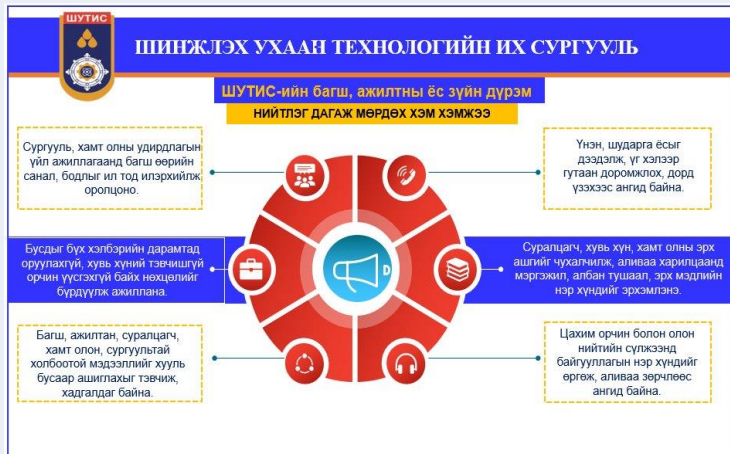 ШУТИС
ШИНЖЛЭХ УХААН ТЕХНОЛОГИЙН ИХ СУРГУУЛЬ
ШУТИС-ийн багш, ажилтны ёс зүйн дүрэм
НИЙТЛЭГ ДАГАЖ МӨРДӨХ ХЭМ ХЭМЖЭЭ
Сургууль, хамт олны удирдлагын
үйл ажиллагаанд багш өөрийн
санал, бодлыг ил тод илэрхийлж
оролцоно.
Үнэн, шударга ёсыг
дээдэлж, үг хэлээр
гутаан доромжлох, дорд
үзэхээс ангид байна.
Бусдыг бүх хэлбэрийн дарамтад
оруулахгүй, хувь хүний тэвчишгүй
орчин үүсгэхгүй байх нөхцөлийг
бүрдүүлж ажиллана.
Суралцагч, хувь хүн, хамт олны эрх
ашгийг чухалчилж, аливаа харилцаанд
мэргэжил, албан тушаал, эрх мэдлийн
нэр хүндийг эрхэмлэнэ.
Багш, ажилтан, суралцагч,
хамт олон, сургуультай
холбоотой мэдээллийг хууль
бусаар ашиглахыг тэвчиж,
хадгалдаг байна.
Цахим орчин болон олон
нийтийн сүлжээнд
байгууллагын нэр хүндийг
өргөж, аливаа зөрчлөөс
ангид байна.